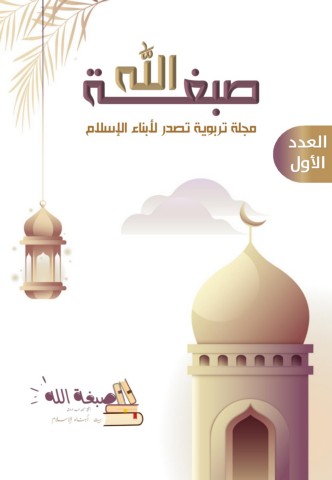 صبغة الله
مجلة تربوية تصدر لأبناء الإسلام
العدد
الأول
صبغة الله